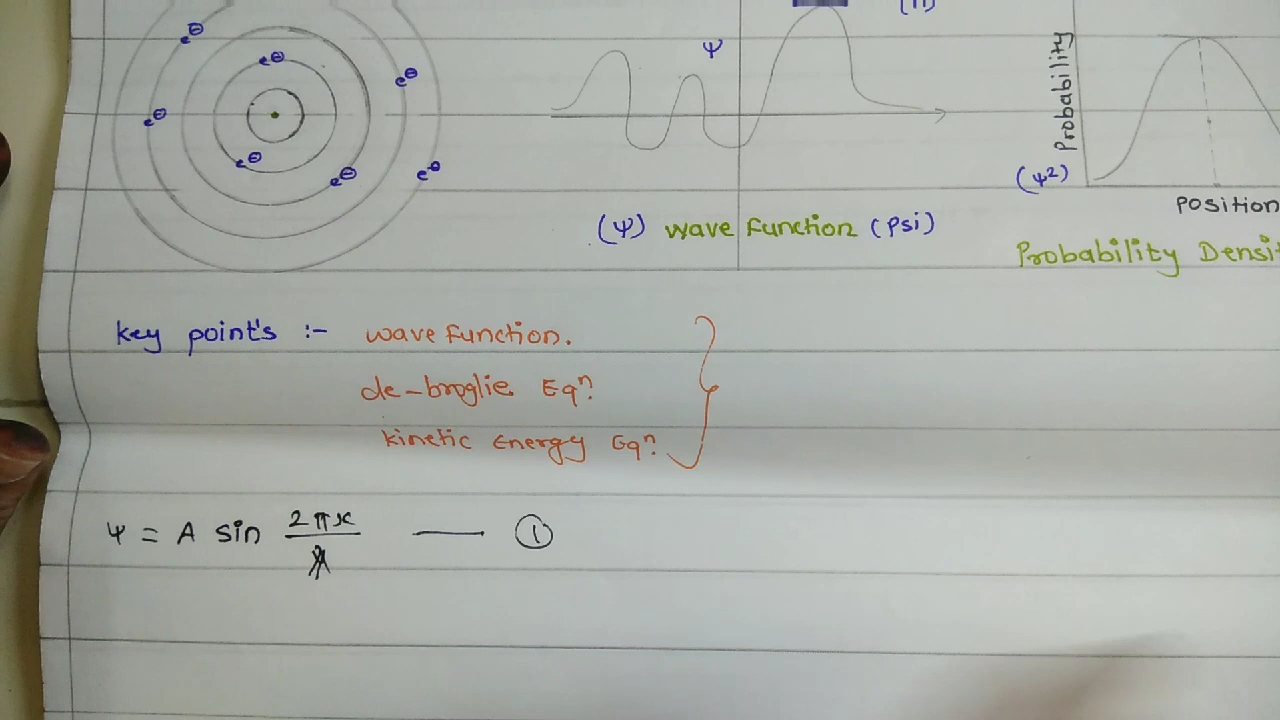 e⊖
e⊖
e⊖
e⊖
e⊖
e⊖
e⊖
ψ
(ψ) wave function (psi)
Probability
(ψ²)
Position
Probability Densi
key point's :- wave function.
de-broglie Eqⁿ.
kinetic Energy Eqⁿ.
ψ = A sin 2πx/λ —— ①